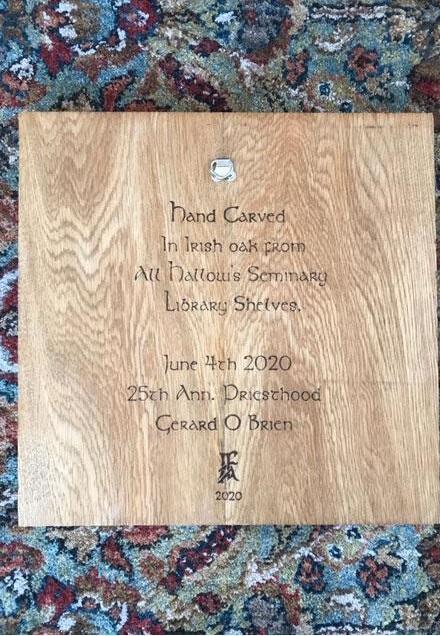 Hand Carved
In Irish oak from
All Hallow's Seminary
Library Shelves.
June 4th 2020
25th Ann. Priesthood
Gerard O Brien
2020